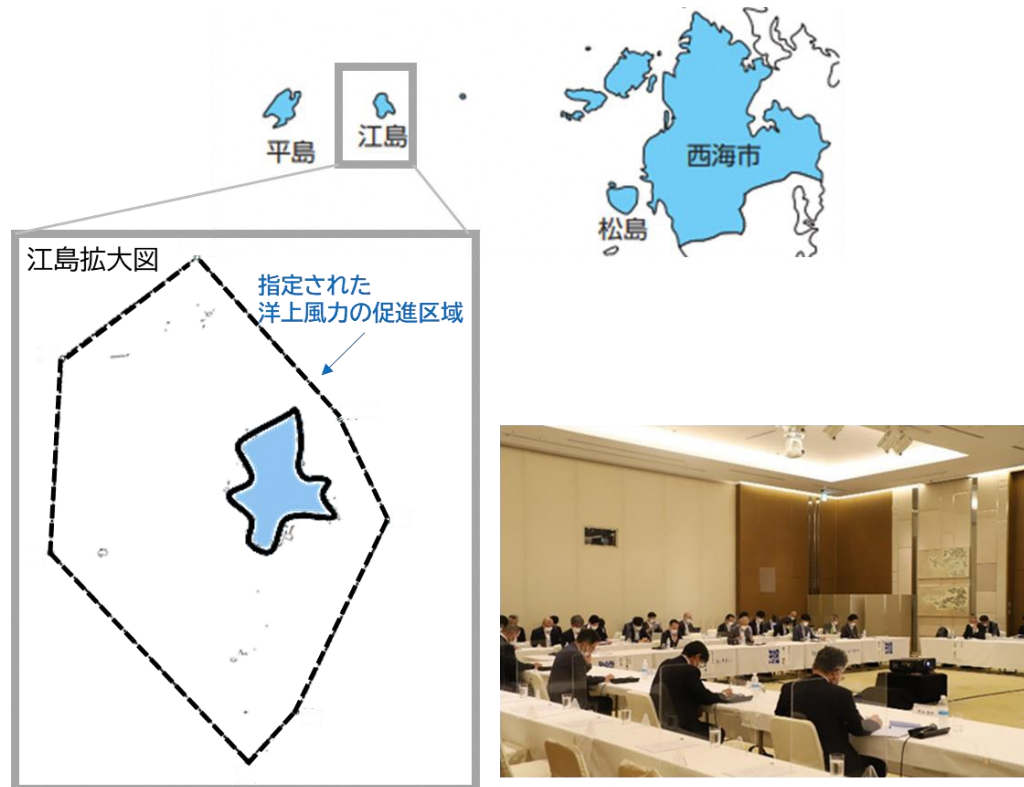 平島
江島
西海市
松島
江島拡大図
指定された
洋上風力の促進区域